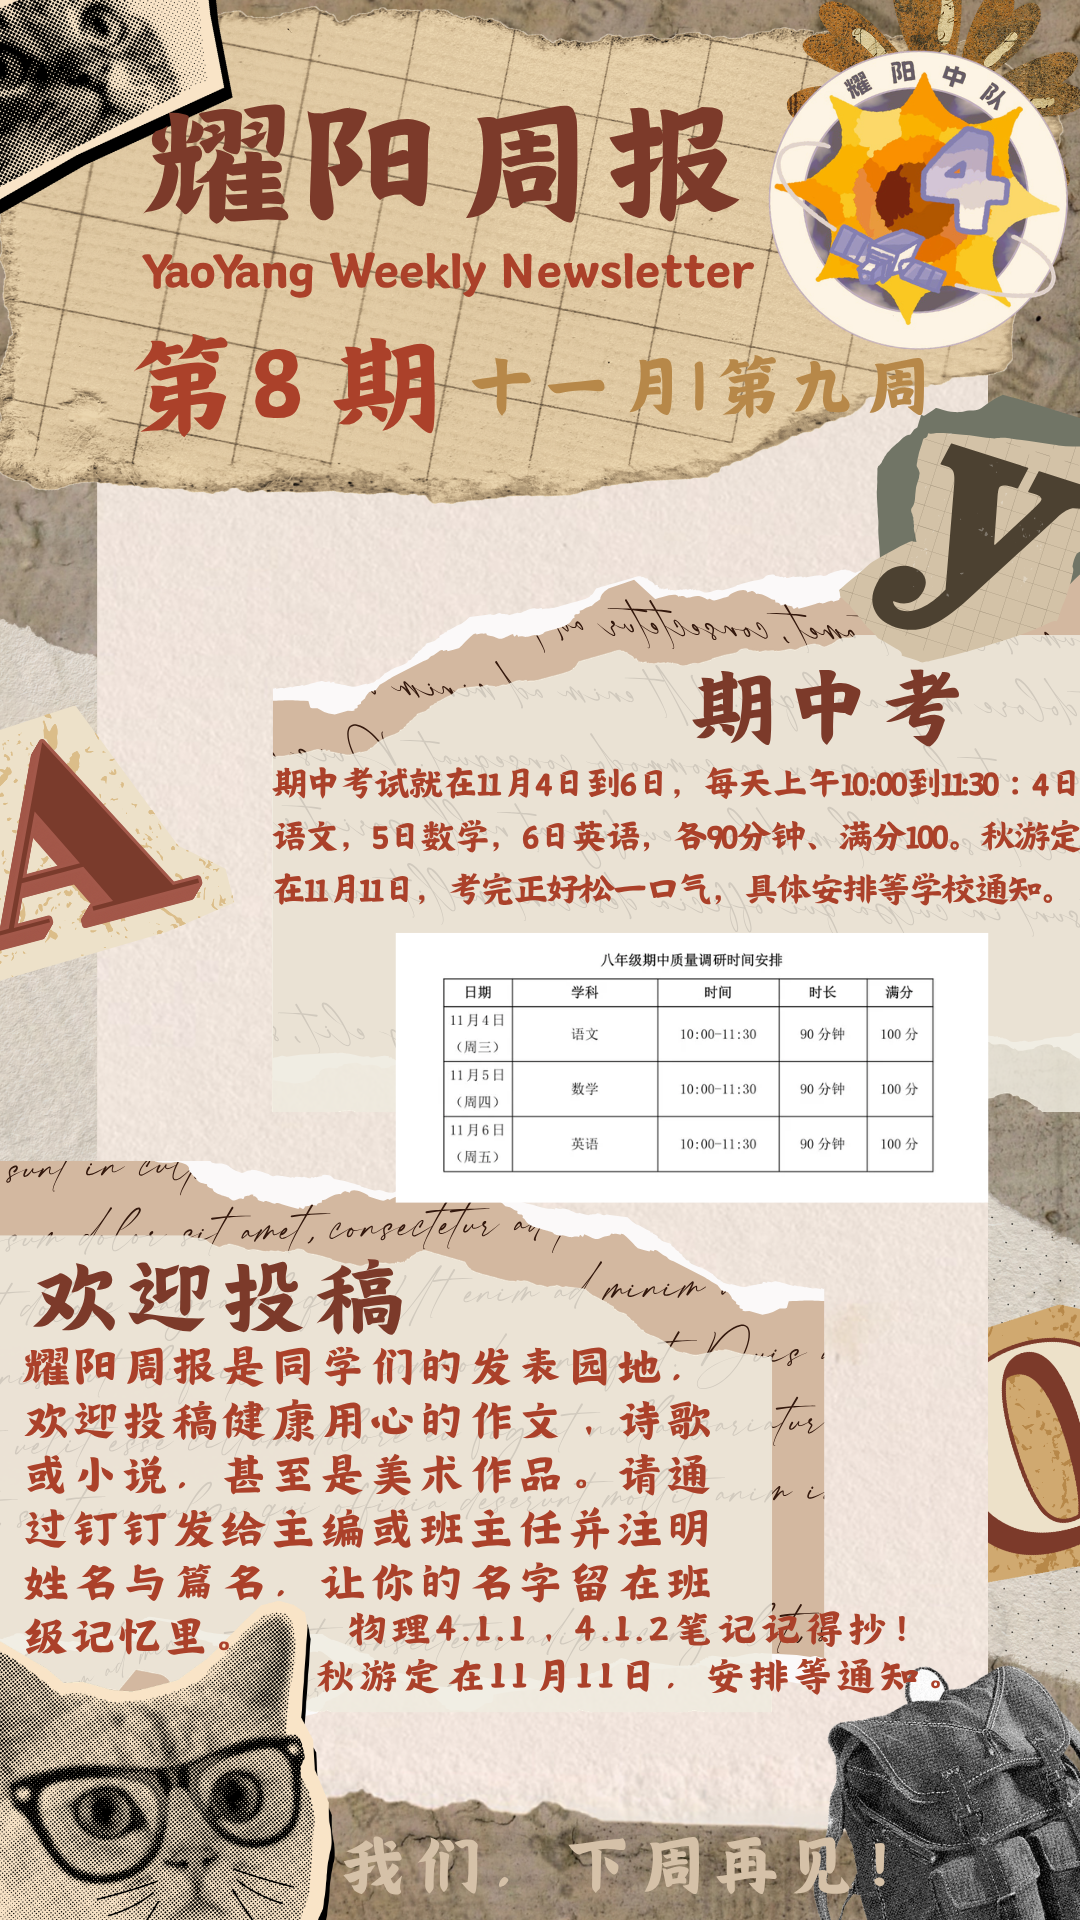 耀阳中队
4
耀阳周报
YaoYang Weekly Newsletter
第8期 十一月|第九周
y
amet, consectetur ad
minim
期中考
期中考试就在11月4日到6日，每天上午10:00到11:30：4日
语文，5日数学，6日英语，各90分钟、满分100。秋游定
在11月11日，考完正好松一口气，具体安排等学校通知。
A
八年级期中质量调研时间安排
日期 学科 时间 时长 满分
11月4日（周三） 语文 10:00-11:30 90分钟 100分
11月5日（周四） 数学 10:00-11:30 90分钟 100分
11月6日（周五） 英语 10:00-11:30 90分钟 100分
sunt in
dolor sit amet, consectetur
enim ad minim
Duis
欢迎投稿
耀阳周报是同学们的发表园地，
欢迎投稿健康用心的作文、诗歌
或小说，甚至是美术作品。请通
过钉钉发给主编或班主任并注明
姓名与篇名，让你的名字留在班
级记忆里。
O
物理4.1.1、4.1.2笔记记得抄！
秋游定在11月11日，安排等通知。
我们，下周再见！